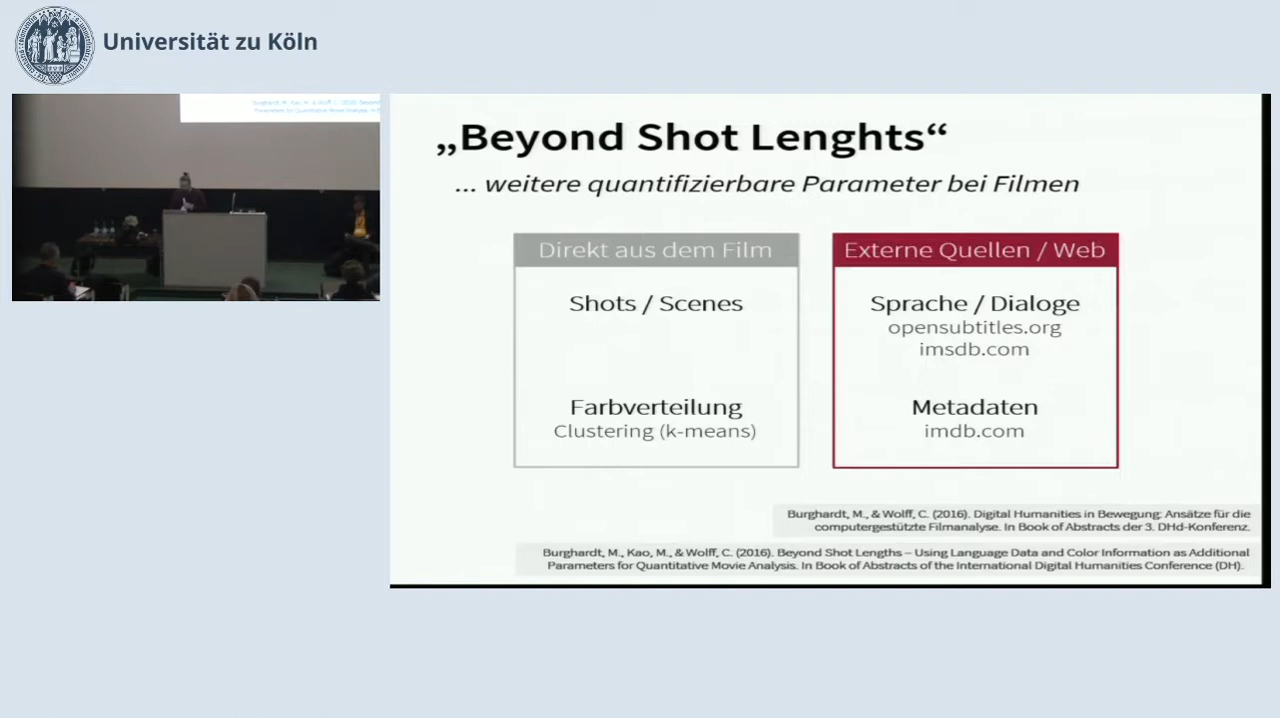 Universität zu Köln
„Beyond Shot Lenghts“
... weitere quantifizierbare Parameter bei Filmen
Direkt aus dem Film
Shots / Scenes
Farbverteilung
Clustering (k-means)
Externe Quellen / Web
Sprache / Dialoge
opensubtitles.org
imsdb.com
Metadaten
imdb.com
Burghardt, M., & Wolff, C. (2016). Digital Humanities in Bewegung: Ansätze für die
computergestützte Filmanalyse. In Book of Abstracts der 3. DHd-Konferenz.
Burghardt, M., Kao, M., & Wolff, C. (2016). Beyond Shot Lengths – Using Language Data and Color Information as Additional
Parameters for Quantitative Movie Analysis. In Book of Abstracts of the International Digital Humanities Conference (DH).